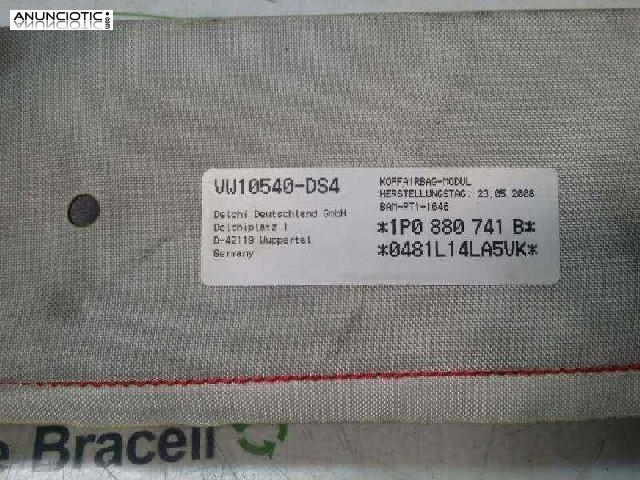 ANUNCIOTIC.COM
VW10540-DS4
Delphi Deutschland GmbH
Delphiplatz 1
D-42119 Wuppertal
Germany
KOPFAIRBAG-MODUL
HERSTELLUNGSTAG. 23.05 2008
BAM-PT1-1646
*1P0 880 741 B*
*0481L14LA5VK*
e Bracell